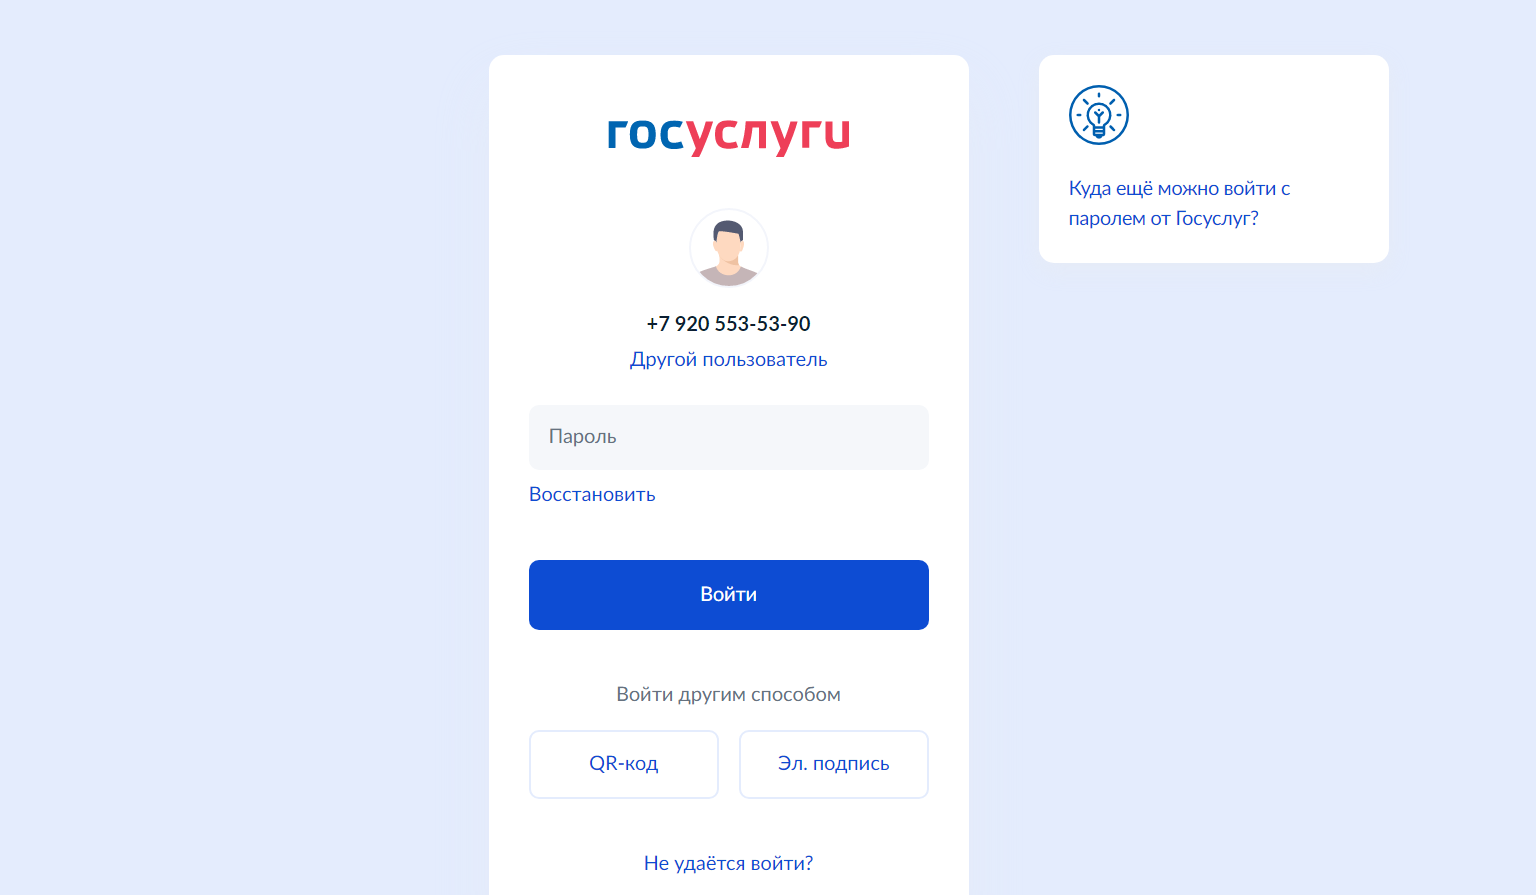 госуслуги
+7 920 553-53-90
Другой пользователь
Пароль
Восстановить
Войти
Войти другим способом
QR-код
Эл. подпись
Не удаётся войти?
Куда ещё можно войти с
паролем от Госуслуг?